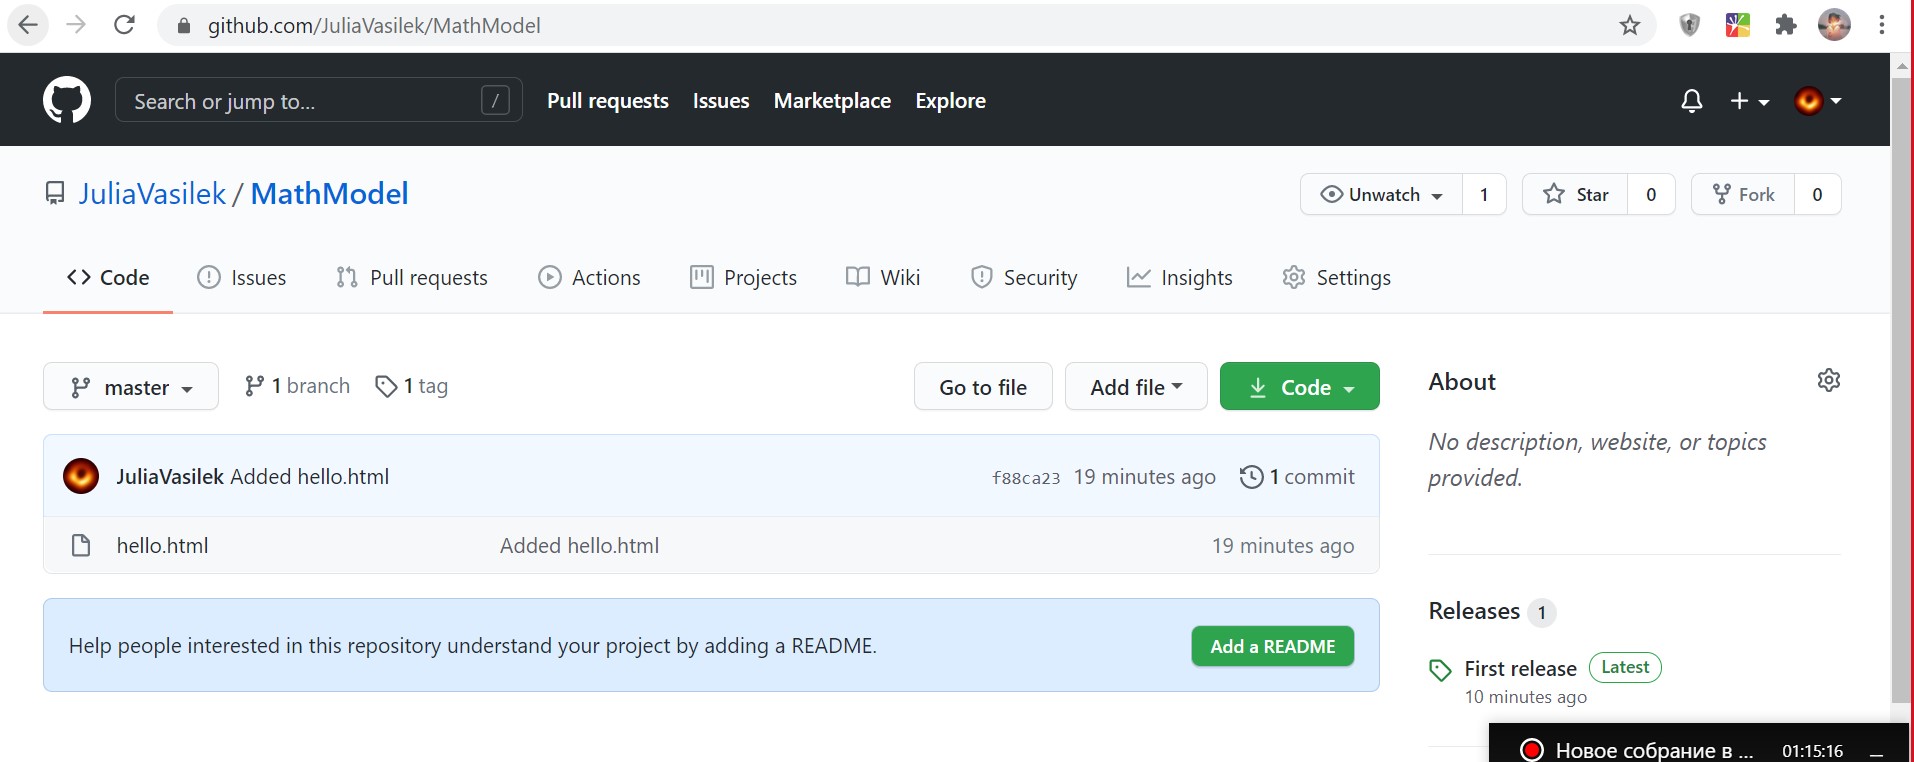 github.com/JuliaVasilek/MathModel
Search or jump to... / Pull requests Issues Marketplace Explore
JuliaVasilek / MathModel Unwatch 1 Star 0 Fork 0
Code Issues Pull requests Actions Projects Wiki Security Insights Settings
master 1 branch 1 tag Go to file Add file Code
About
No description, website, or topics
provided.
JuliaVasilek Added hello.html f88ca23 19 minutes ago 1 commit
hello.html Added hello.html 19 minutes ago
Help people interested in this repository understand your project by adding a README. Add a README
Releases 1
First release Latest
10 minutes ago
Новое собрание в ... 01:15:16